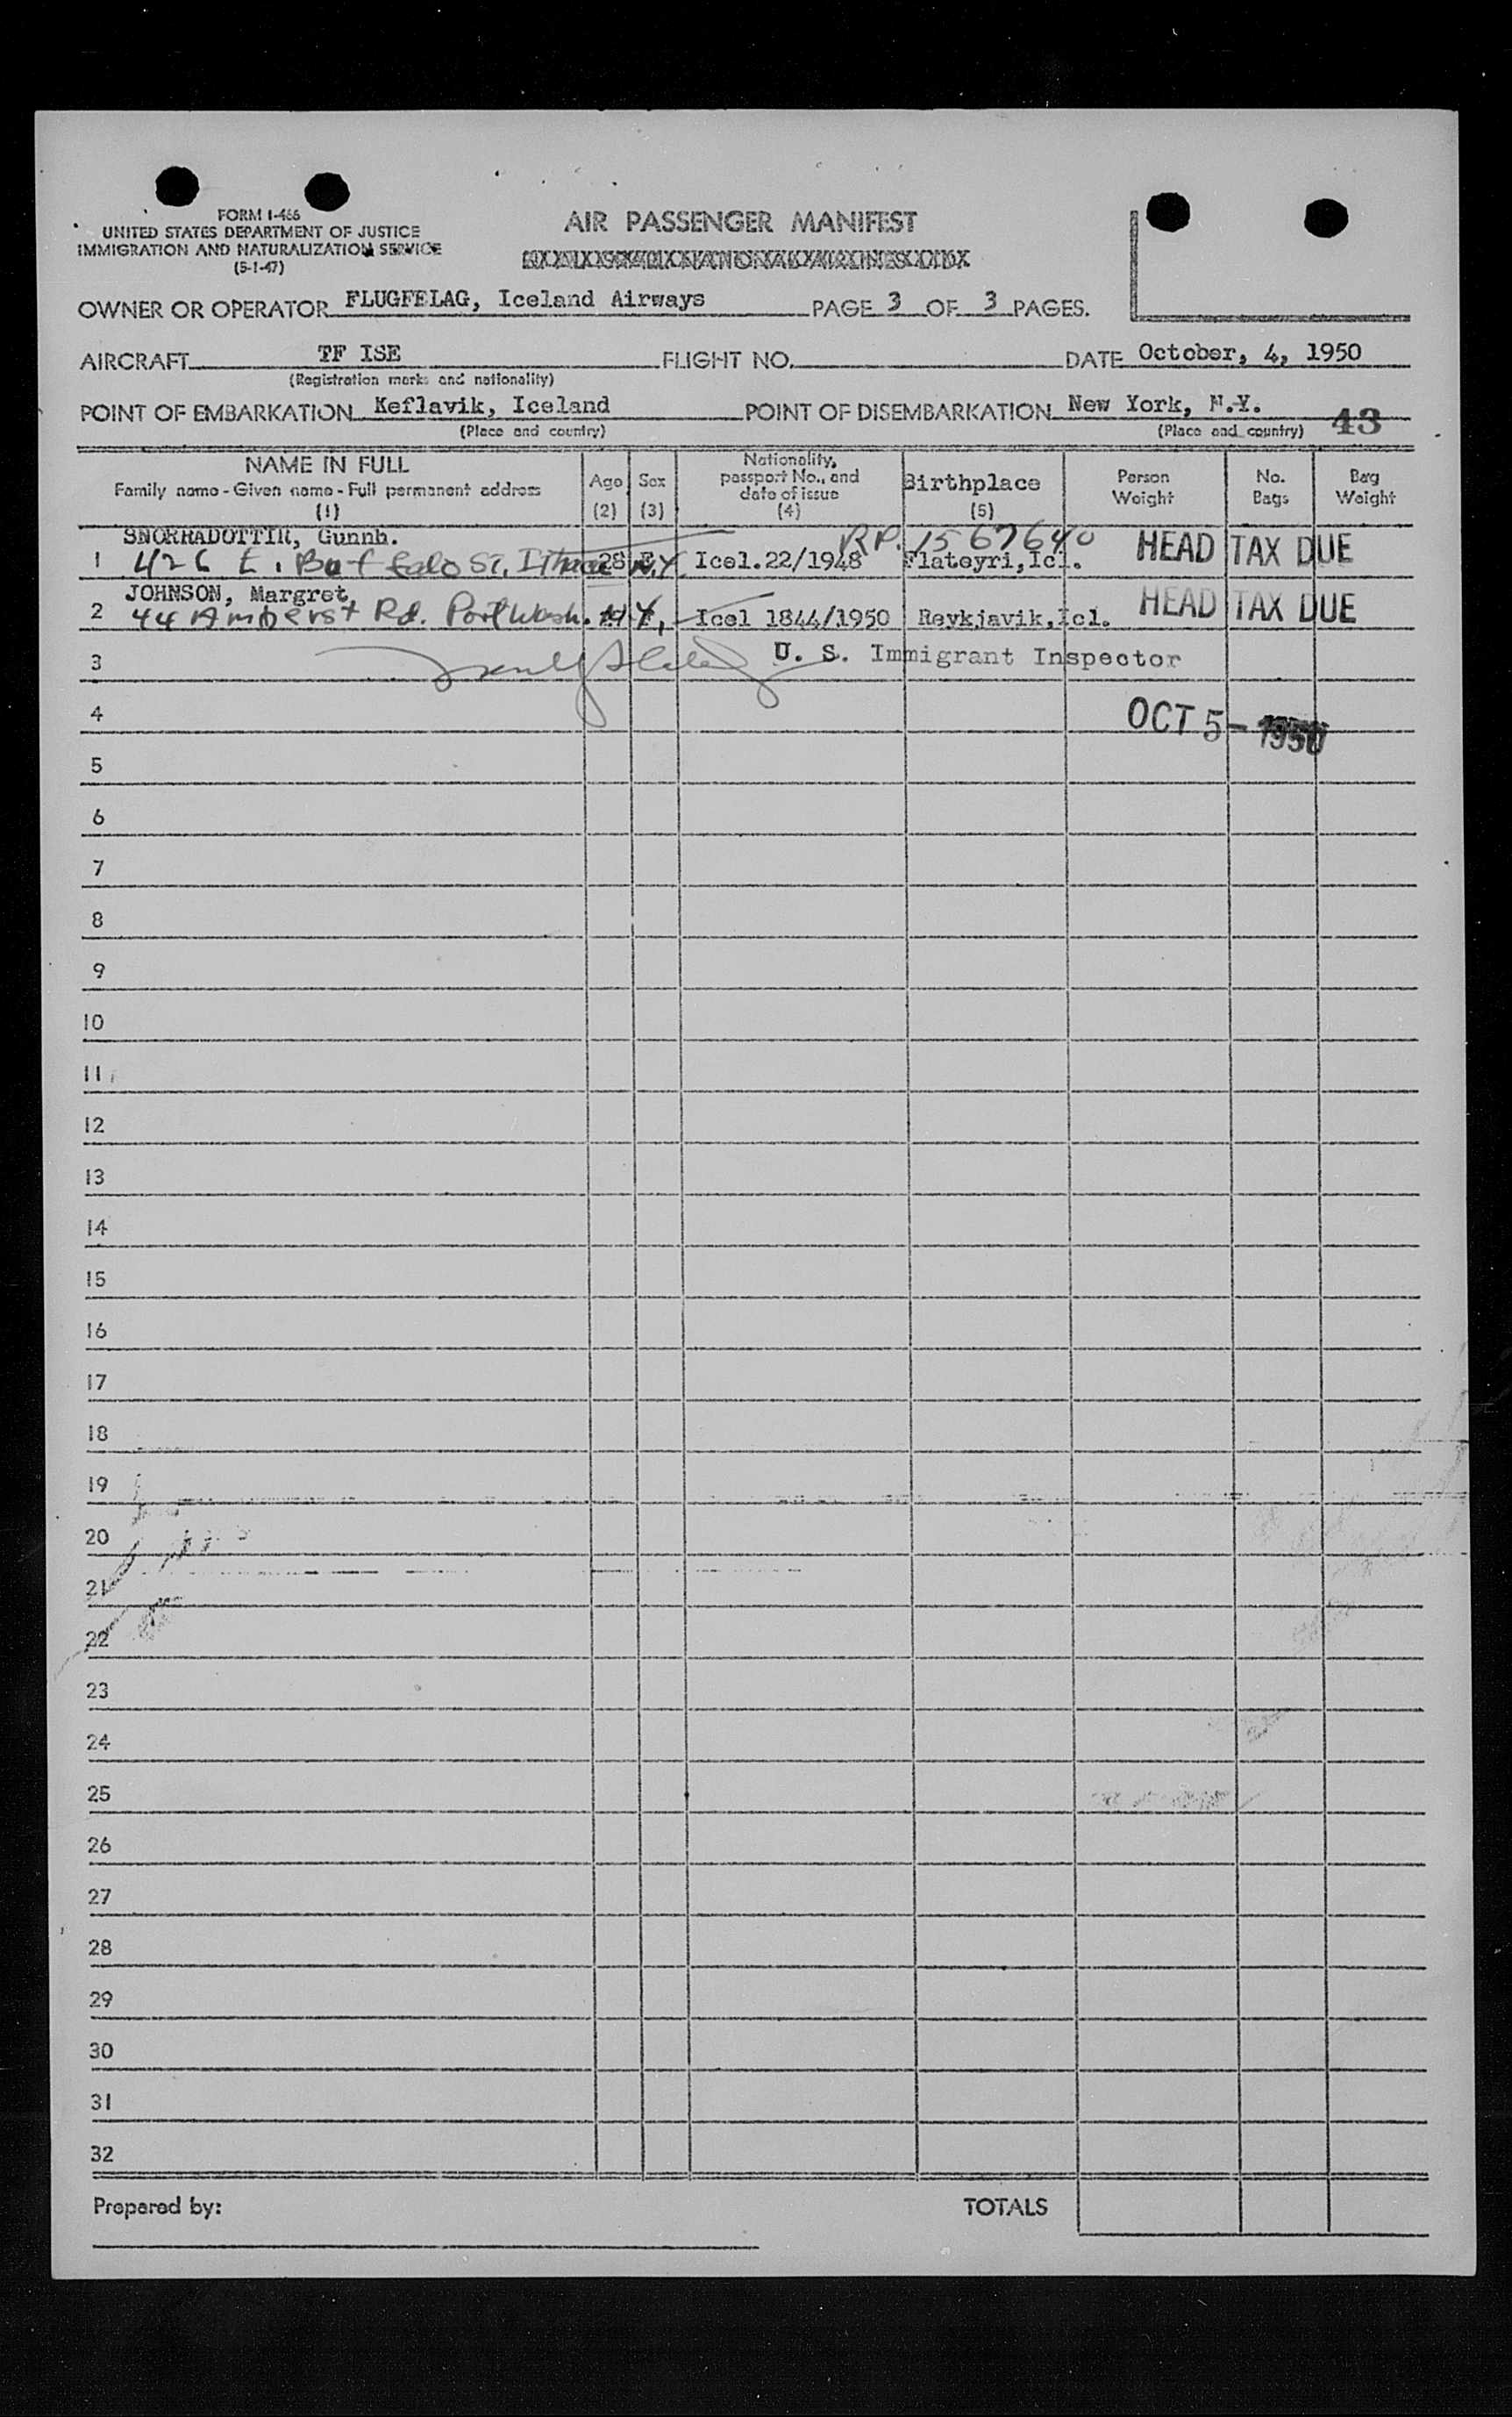 FORM I-466
UNITED STATES DEPARTMENT OF JUSTICE
IMMIGRATION AND NATURALIZATION SERVICE
(5-1-47)
AIR PASSENGER MANIFEST
OWNER OR OPERATOR FLUGFELAG, Iceland Airways PAGE 3 OF 3 PAGES.
AIRCRAFT TF ISE FLIGHT NO. DATE October, 4, 1950
(Registration marks and nationality)
POINT OF EMBARKATION Keflavik, Iceland POINT OF DISEMBARKATION New York, N.Y. 43
(Place and country) (Place and country)
NAME IN FULL Family name - Given name - Full permanent address (1) Age (2) Sex (3) Nationality, passport No., and date of issue (4) Birthplace (5) Person Weight No. Bags Bag Weight
SNORRADOTTIR, Gunnh. RP. 1567640
1 426 E. Buffalo St, Ithaca N.Y. 28 F Icel.22/1948 Flateyri,Icl. HEAD TAX DUE
JOHNSON, Margret,
2 44 Amherst Rd. Port Wash. N.Y. Icel 1844/1950 Reykjavik,Icl. HEAD TAX DUE
3 U. S. Immigrant Inspector
4 OCT 5 - 1950
5
6
7
8
9
10
11
12
13
14
15
16
17
18
19
20
21
22
23
24
25
26
27
28
29
30
31
32
Prepared by: TOTALS